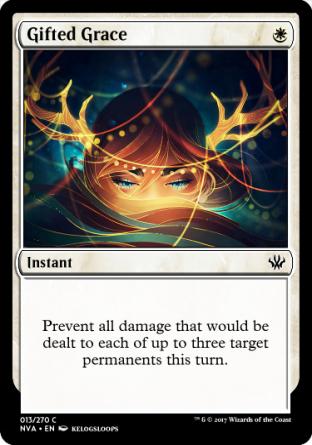 Gifted Grace
Instant
Prevent all damage that would be
dealt to each of up to three target
permanents this turn.
013/270 C
NVA • EN KELOGSLOOPS
™ & © 2017 Wizards of the Coast